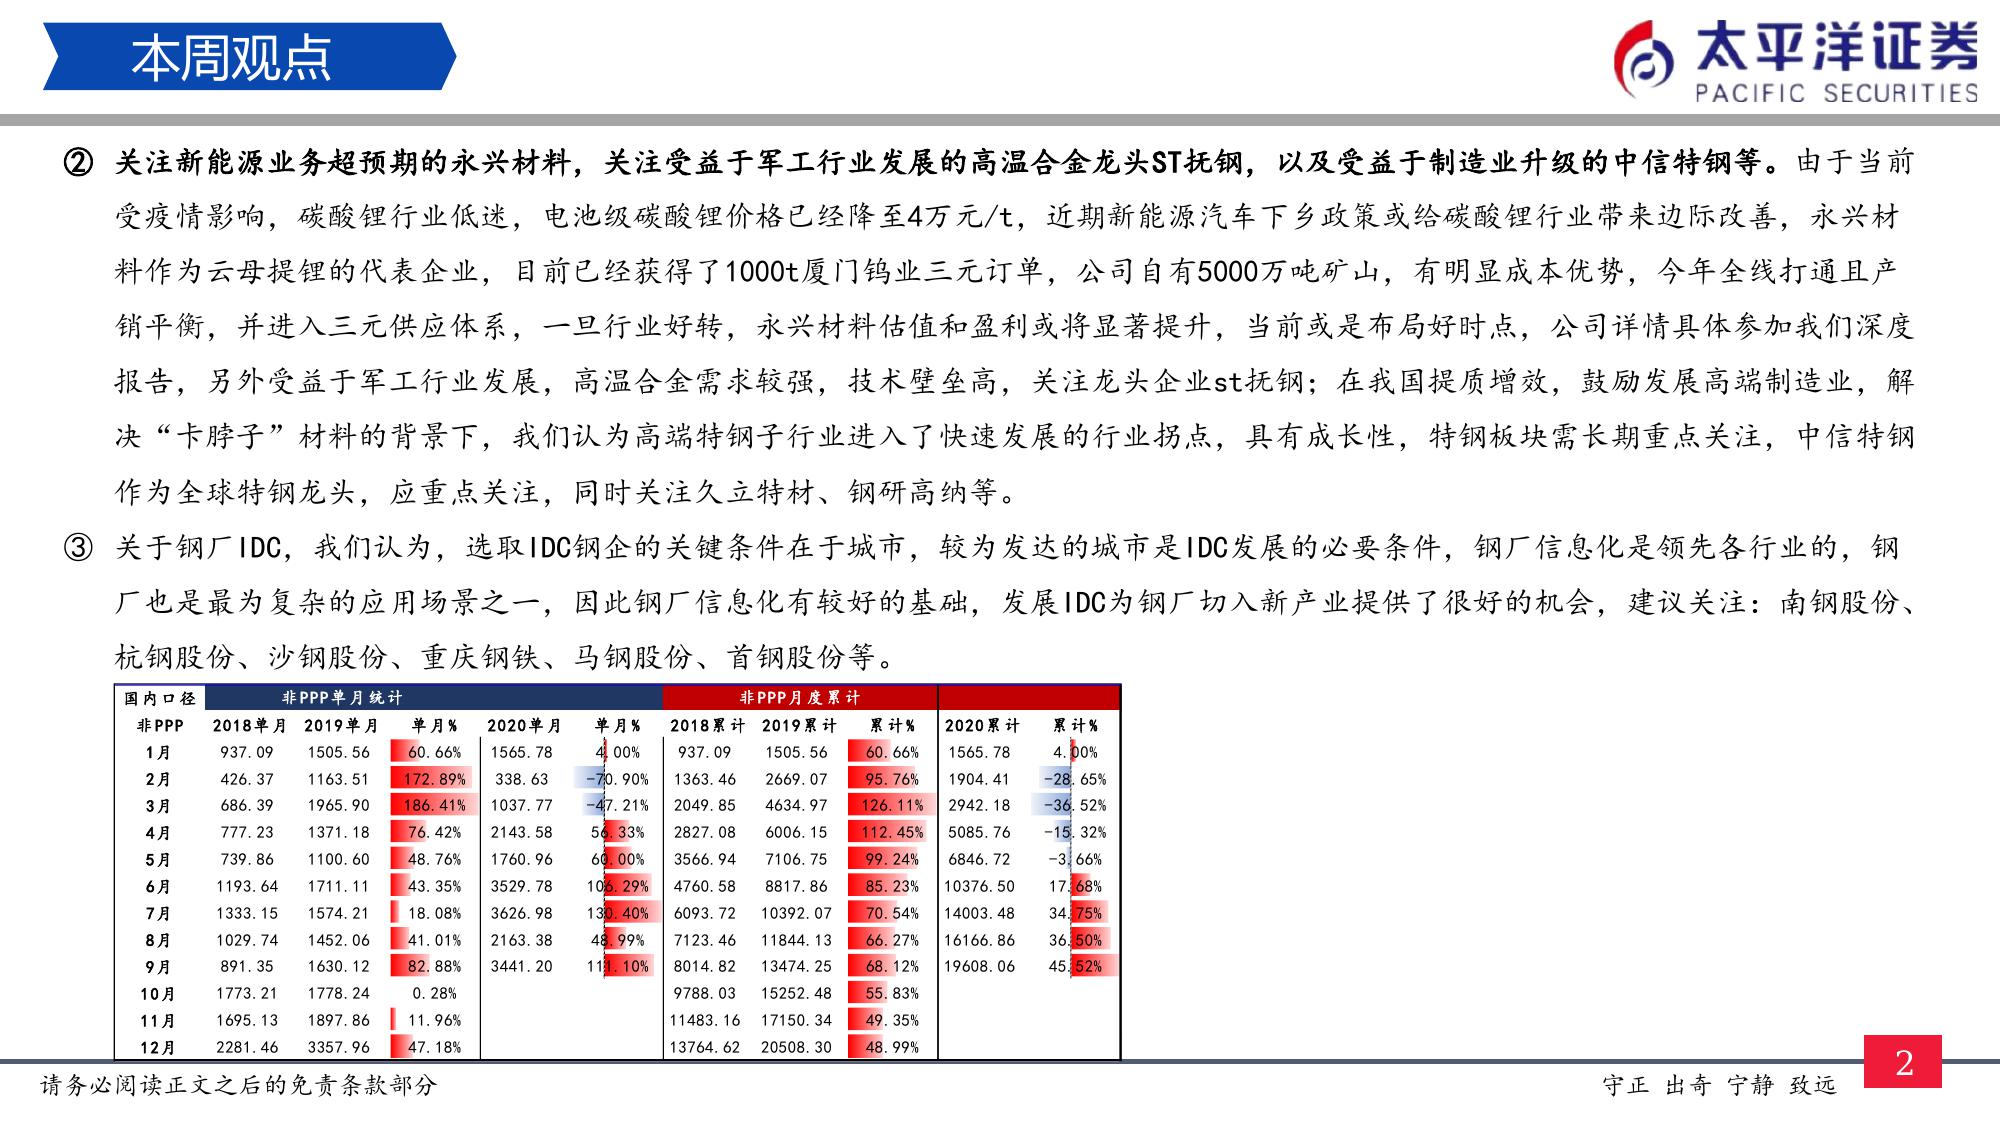 本周观点
太平洋证券
PACIFIC SECURITIES
② 关注新能源业务超预期的永兴材料，关注受益于军工行业发展的高温合金龙头ST抚钢，以及受益于制造业升级的中信特钢等。由于当前
受疫情影响，碳酸锂行业低迷，电池级碳酸锂价格已经降至4万元/t，近期新能源汽车下乡政策或给碳酸锂行业带来边际改善，永兴材
料作为云母提锂的代表企业，目前已经获得了1000t厦门钨业三元订单，公司自有5000万吨矿山，有明显成本优势，今年全线打通且产
销平衡，并进入三元供应体系，一旦行业好转，永兴材料估值和盈利或将显著提升，当前或是布局好时点，公司详情具体参加我们深度
报告，另外受益于军工行业发展，高温合金需求较强，技术壁垒高，关注龙头企业st抚钢；在我国提质增效，鼓励发展高端制造业，解
决“卡脖子”材料的背景下，我们认为高端特钢子行业进入了快速发展的行业拐点，具有成长性，特钢板块需长期重点关注，中信特钢
作为全球特钢龙头，应重点关注，同时关注久立特材、钢研高纳等。
③ 关于钢厂IDC，我们认为，选取IDC钢企的关键条件在于城市，较为发达的城市是IDC发展的必要条件，钢厂信息化是领先各行业的，钢
厂也是最为复杂的应用场景之一，因此钢厂信息化有较好的基础，发展IDC为钢厂切入新产业提供了很好的机会，建议关注：南钢股份、
杭钢股份、沙钢股份、重庆钢铁、马钢股份、首钢股份等。
国内口径 非PPP单月统计 非PPP月度累计
非PPP 2018单月 2019单月 单月% 2020单月 单月% 2018累计 2019累计 累计% 2020累计 累计%
1月 937.09 1505.56 60.66% 1565.78 4.00% 937.09 1505.56 60.66% 1565.78 4.00%
2月 426.37 1163.51 172.89% 338.63 -70.90% 1363.46 2669.07 95.76% 1904.41 -28.65%
3月 686.39 1965.90 186.41% 1037.77 -47.21% 2049.85 4634.97 126.11% 2942.18 -36.52%
4月 777.23 1371.18 76.42% 2143.58 56.33% 2827.08 6006.15 112.45% 5085.76 -15.32%
5月 739.86 1100.60 48.76% 1760.96 60.00% 3566.94 7106.75 99.24% 6846.72 -3.66%
6月 1193.64 1711.11 43.35% 3529.78 106.29% 4760.58 8817.86 85.23% 10376.50 17.68%
7月 1333.15 1574.21 18.08% 3626.98 130.40% 6093.72 10392.07 70.54% 14003.48 34.75%
8月 1029.74 1452.06 41.01% 2163.38 48.99% 7123.46 11844.13 66.27% 16166.86 36.50%
9月 891.35 1630.12 82.88% 3441.20 111.10% 8014.82 13474.25 68.12% 19608.06 45.52%
10月 1773.21 1778.24 0.28% 9788.03 15252.48 55.83%
11月 1695.13 1897.86 11.96% 11483.16 17150.34 49.35%
12月 2281.46 3357.96 47.18% 13764.62 20508.30 48.99%
请务必阅读正文之后的免责条款部分
守正 出奇 宁静 致远
2